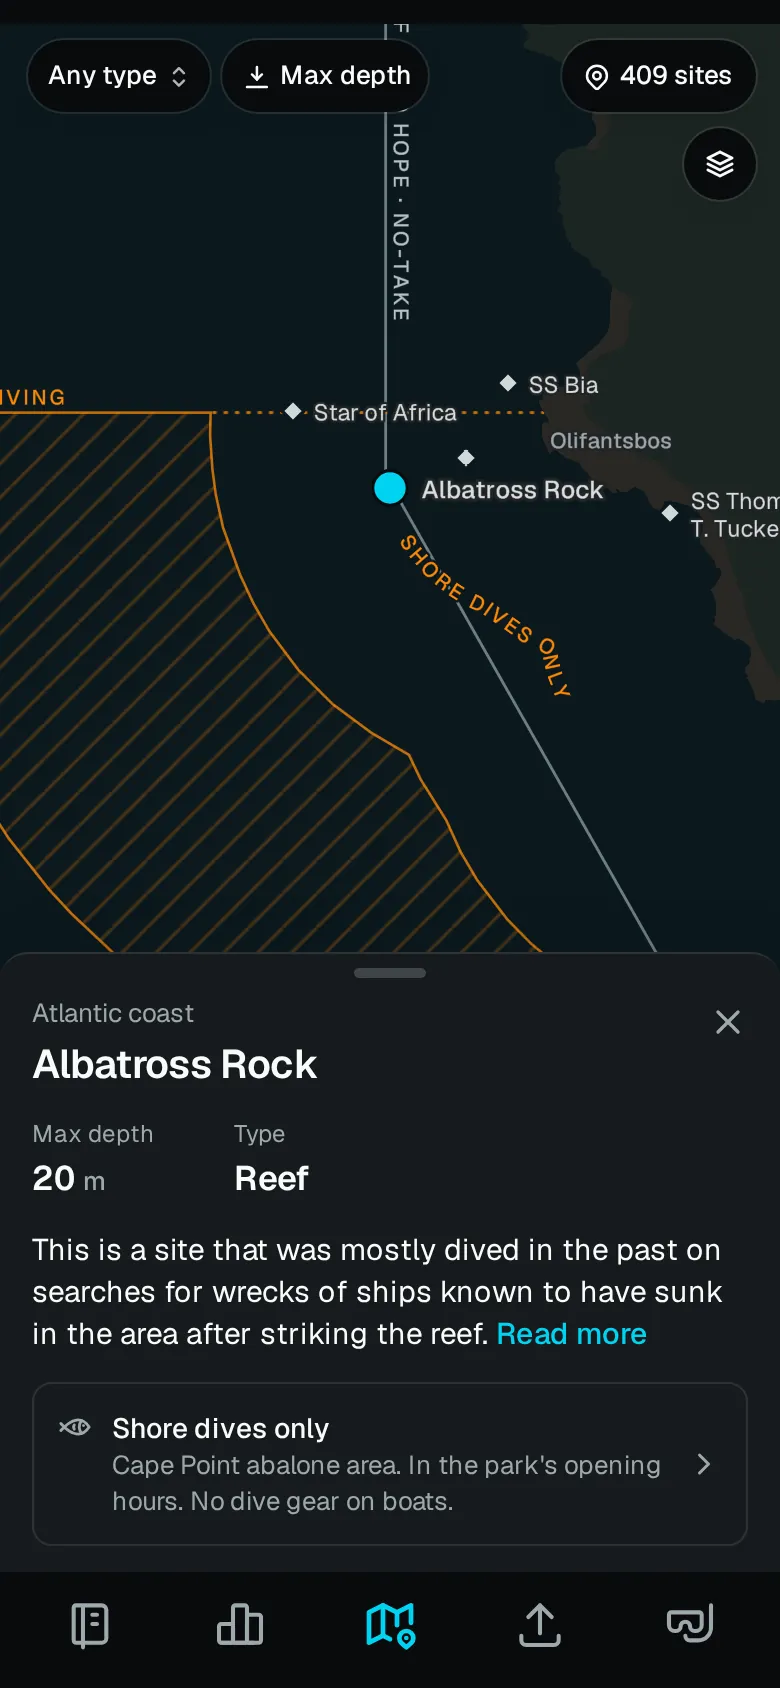 Any type
Max depth
409 sites
HOPE · NO-TAKE
SS Bia
Star of Africa
Olifantsbos
Albatross Rock
SS Thom
T. Tucke
SHORE DIVES ONLY
Atlantic coast
Albatross Rock
Max depth
Type
20 m
Reef
This is a site that was mostly dived in the past on
searches for wrecks of ships known to have sunk
in the area after striking the reef. Read more
Shore dives only
Cape Point abalone area. In the park's opening
hours. No dive gear on boats.